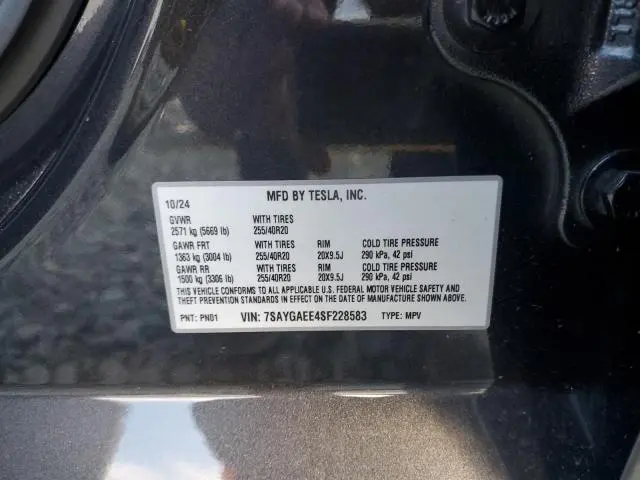 10/24 MFD BY TESLA, INC.
GVWR WITH TIRES
2571 kg (5669 lb) 255/40R20
GAWR FRT WITH TIRES RIM COLD TIRE PRESSURE
1363 kg (3004 lb) 255/40R20 20X9.5J 290 kPa, 42 psi
GAWR RR WITH TIRES RIM COLD TIRE PRESSURE
1500 kg (3306 lb) 255/40R20 20X9.5J 290 kPa, 42 psi
THIS VEHICLE CONFORMS TO ALL APPLICABLE U.S. FEDERAL MOTOR VEHICLE
SAFETY AND THEFT PREVENTION STANDARDS IN EFFECT ON THE DATE OF MANUFACTURE SHOWN ABOVE.
PNT: PN01 VIN: 7SAYGAEE4SF228583 TYPE: MPV